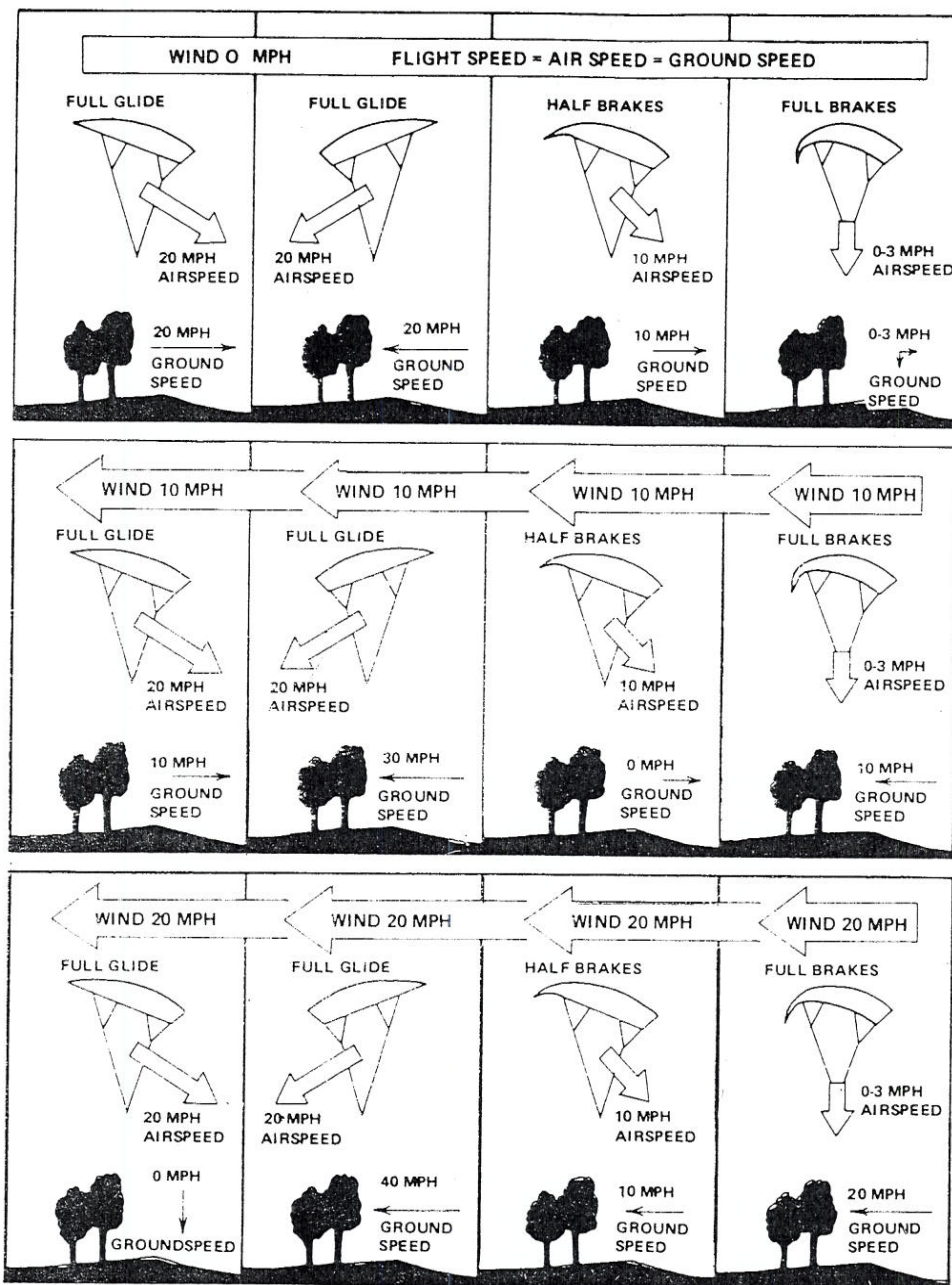 WIND 0 MPH FLIGHT SPEED = AIR SPEED = GROUND SPEED
FULL GLIDE
20 MPH
AIRSPEED
20 MPH
GROUND
SPEED
FULL GLIDE
20 MPH
AIRSPEED
20 MPH
GROUND
SPEED
HALF BRAKES
10 MPH
AIRSPEED
10 MPH
GROUND
SPEED
FULL BRAKES
0-3 MPH
AIRSPEED
0-3 MPH
GROUND
SPEED
WIND 10 MPH
FULL GLIDE
20 MPH
AIRSPEED
10 MPH
GROUND
SPEED
WIND 10 MPH
FULL GLIDE
20 MPH
AIRSPEED
30 MPH
GROUND
SPEED
WIND 10 MPH
HALF BRAKES
10 MPH
AIRSPEED
0 MPH
GROUND
SPEED
WIND 10 MPH
FULL BRAKES
0-3 MPH
AIRSPEED
10 MPH
GROUND
SPEED
WIND 20 MPH
FULL GLIDE
20 MPH
AIRSPEED
0 MPH
GROUNDSPEED
WIND 20 MPH
FULL GLIDE
20-MPH
AIRSPEED
40 MPH
GROUND
SPEED
WIND 20 MPH
HALF BRAKES
10 MPH
AIRSPEED
10 MPH
GROUND
SPEED
WIND 20 MPH
FULL BRAKES
0-3 MPH
AIRSPEED
20 MPH
GROUND
SPEED